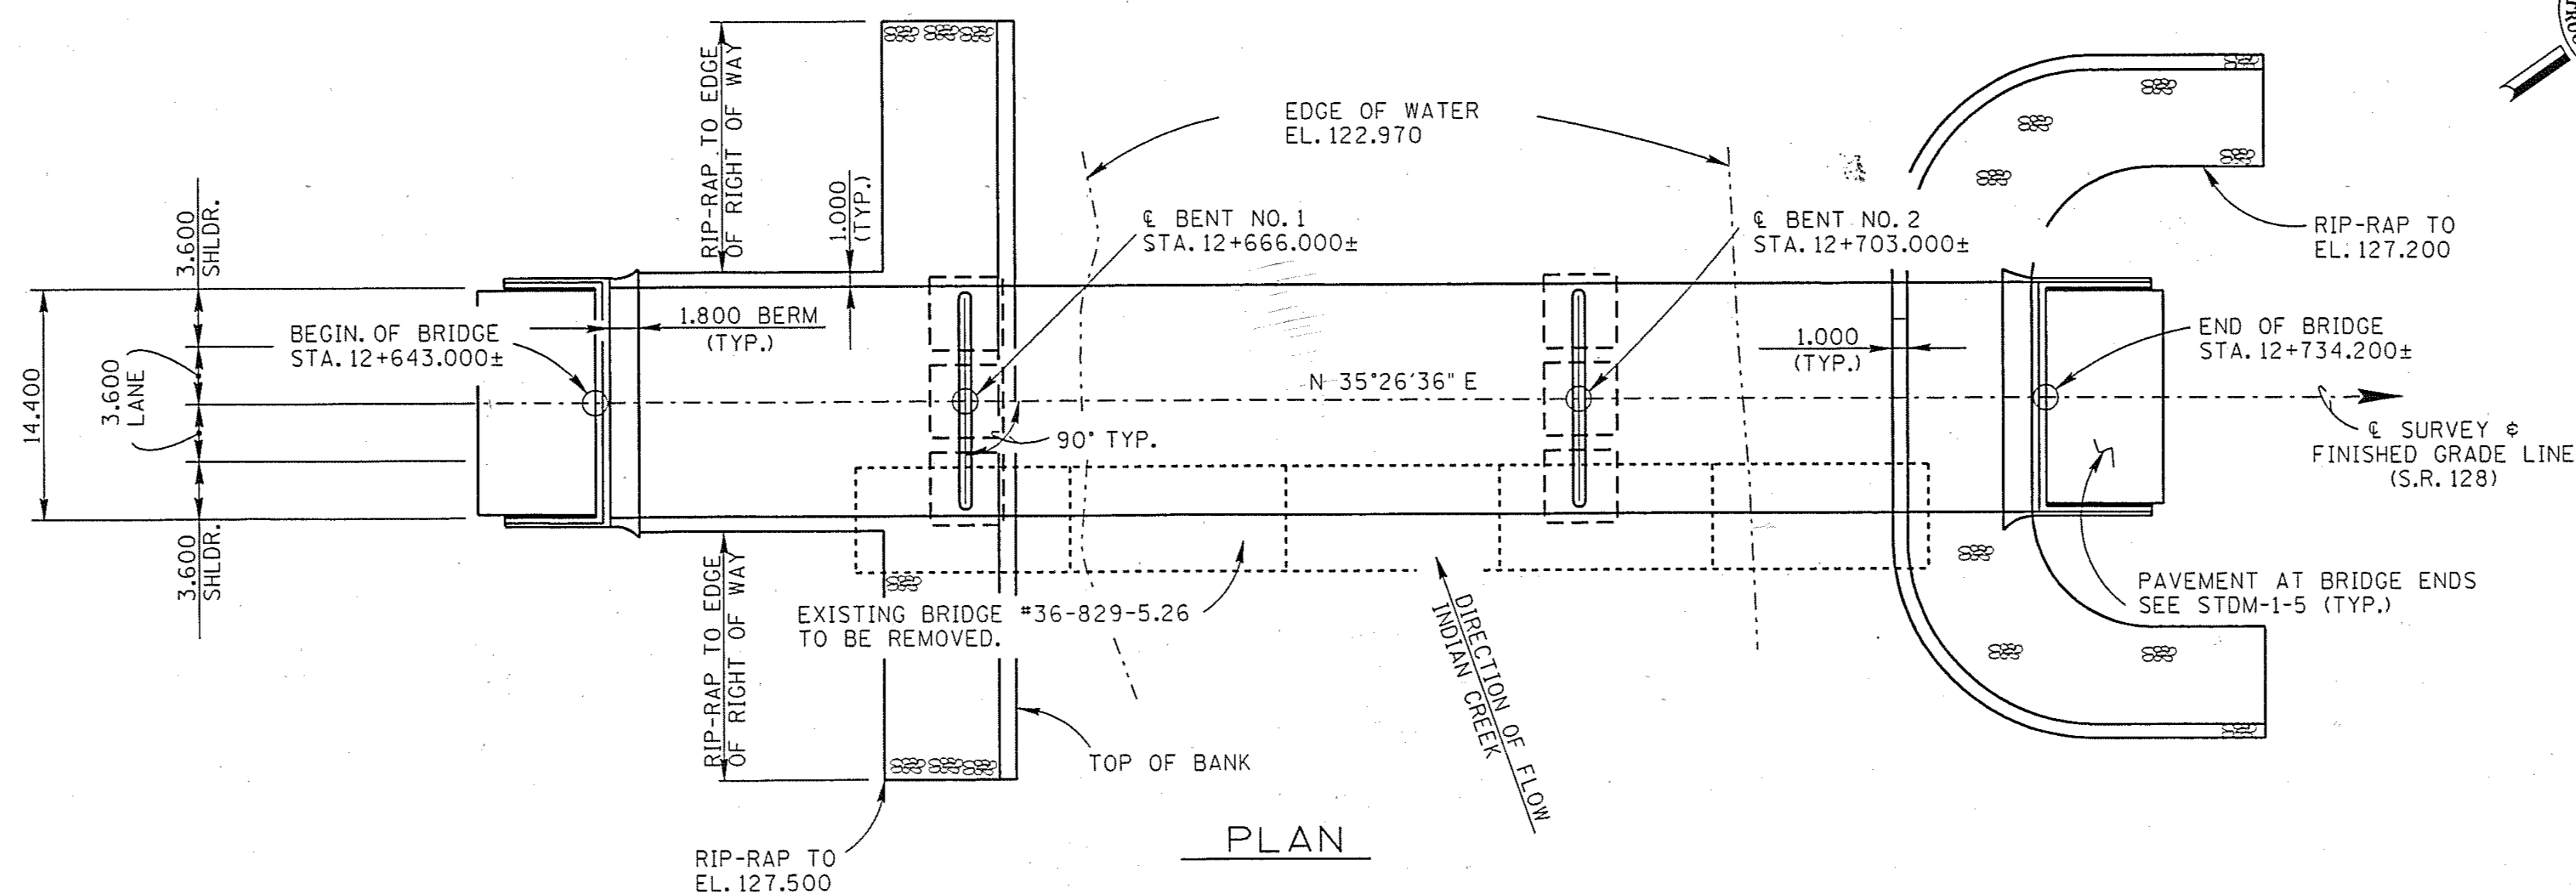 RIP-RAP TO EDGE
OF RIGHT OF WAY
1.000
(TYP.)
EDGE OF WATER
EL. 122.970
℄ BENT NO. 1
STA. 12+666.000±
℄ BENT NO. 2
STA. 12+703.000±
RIP-RAP TO
EL. 127.200
3.600
SHLDR.
BEGIN. OF BRIDGE
STA. 12+643.000±
1.800 BERM
(TYP.)
14.400
3.600
LANE
3.600
SHLDR.
N 35°26'36" E
90° TYP.
1.000
(TYP.)
END OF BRIDGE
STA. 12+734.200±
℄ SURVEY &
FINISHED GRADE LINE
(S.R. 128)
PAVEMENT AT BRIDGE ENDS
SEE STDM-1-5 (TYP.)
EXISTING BRIDGE #36-829-5.26
TO BE REMOVED.
DIRECTION OF FLOW
INDIAN CREEK
RIP-RAP TO EDGE
OF RIGHT OF WAY
TOP OF BANK
RIP-RAP TO
EL. 127.500
PLAN